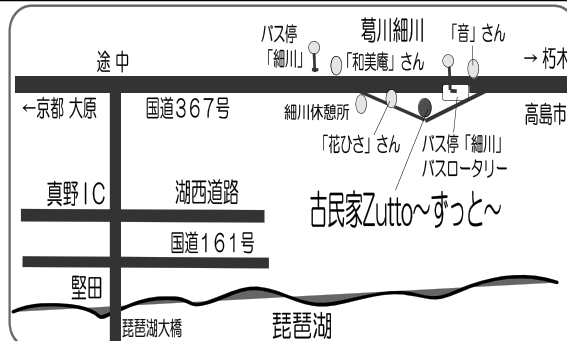 葛川細川
バス停
「細川」
「和美庵」さん
「音」さん
途中
→朽木
←京都 大原
国道367号
細川休憩所
高島市
「花ひさ」さん
バス停「細川」
バスロータリー
真野IC
湖西道路
古民家Zutto〜ずっと〜
国道161号
堅田
琵琶湖大橋
琵琶湖